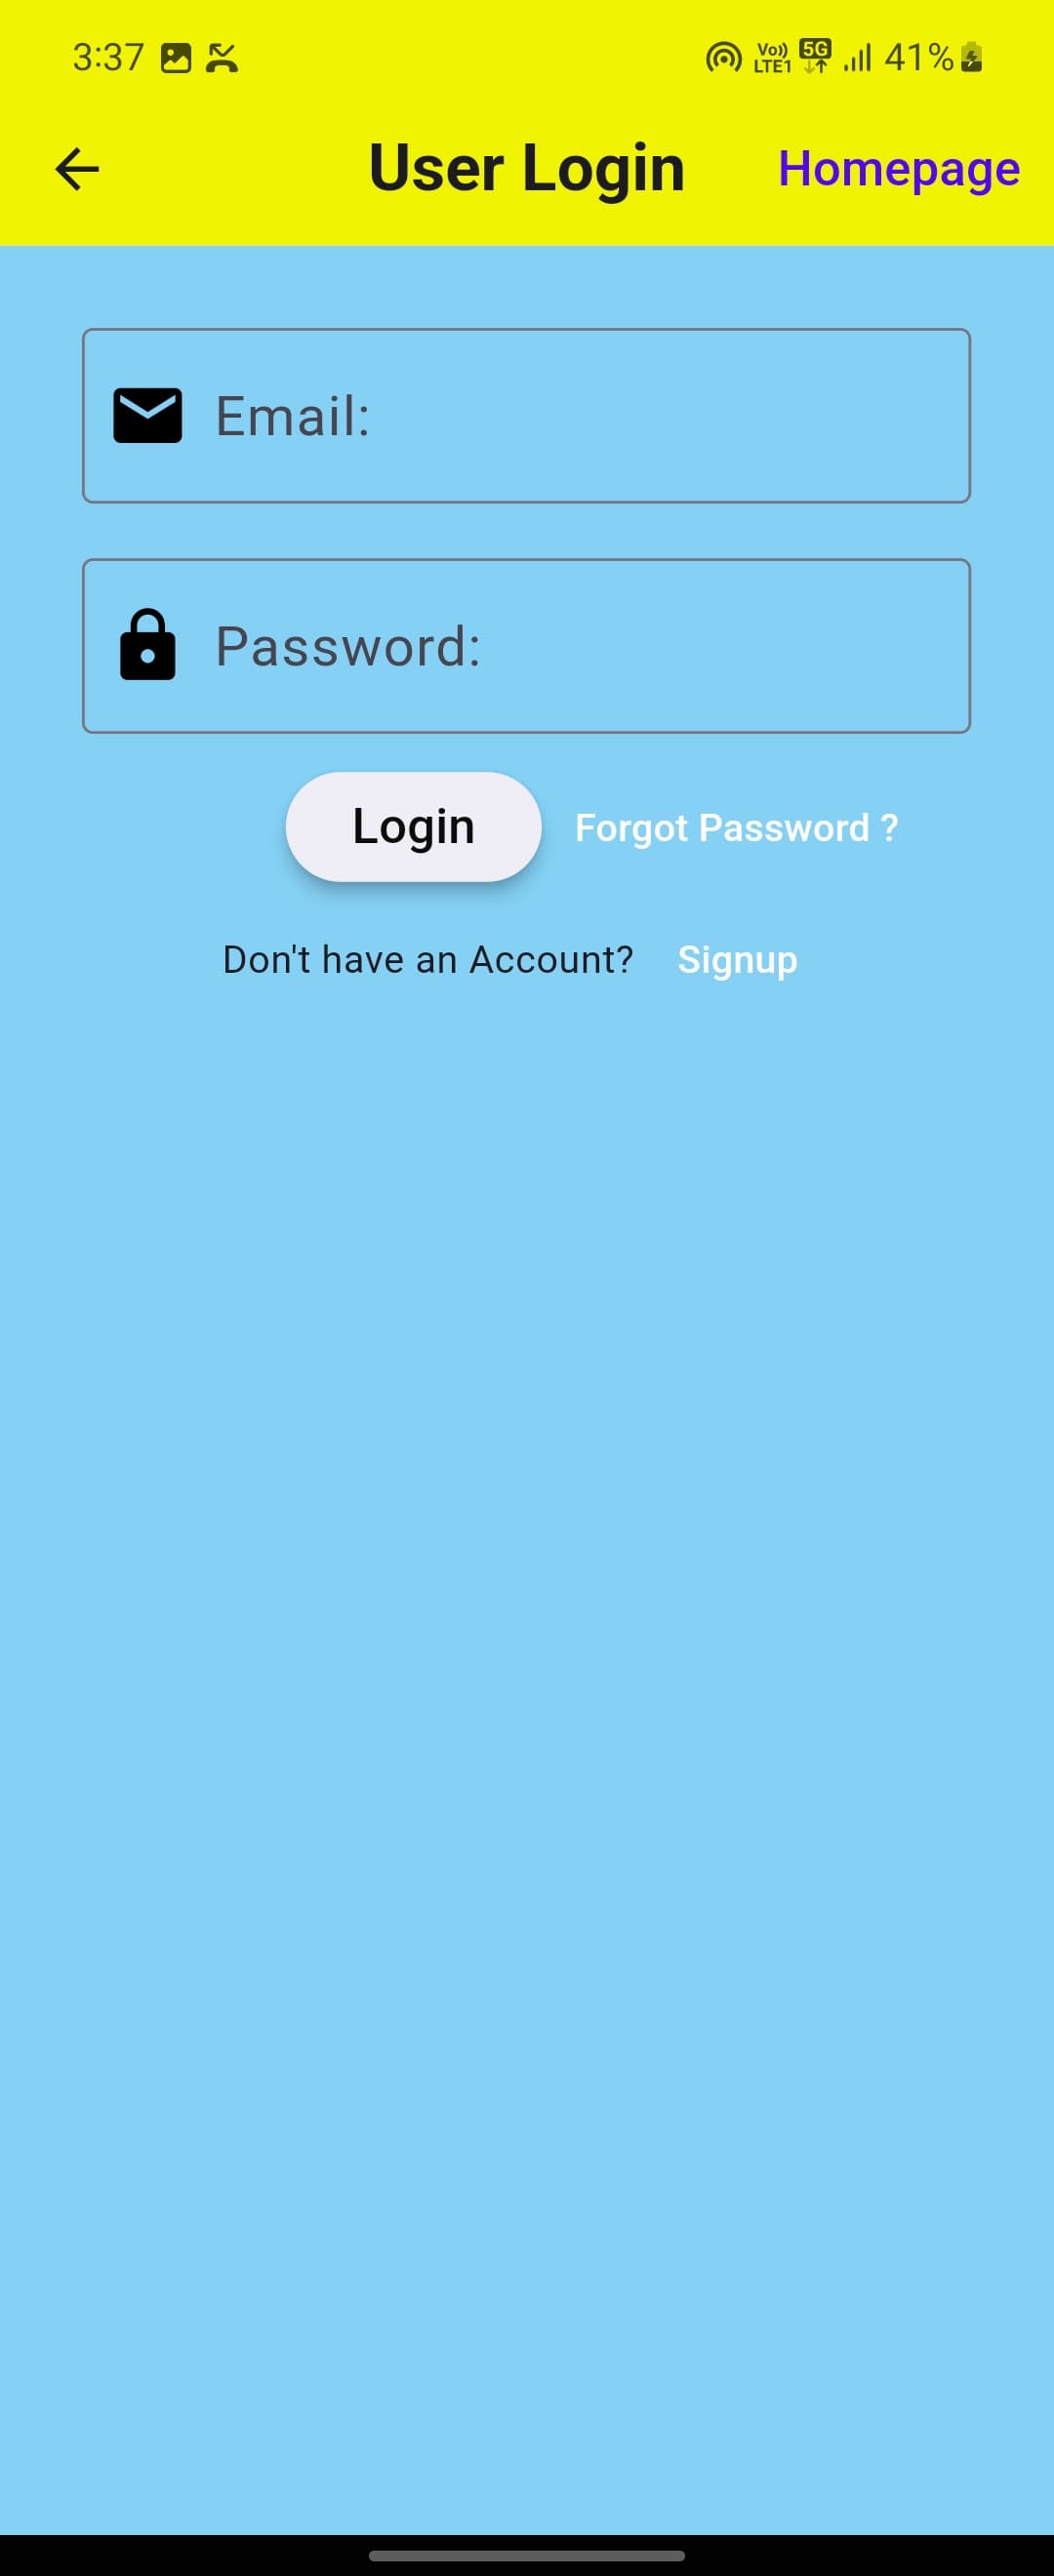 3:37 Vo)) LTE1 5G 41%
User Login Homepage
Email:
Password:
Login Forgot Password ?
Don't have an Account? Signup